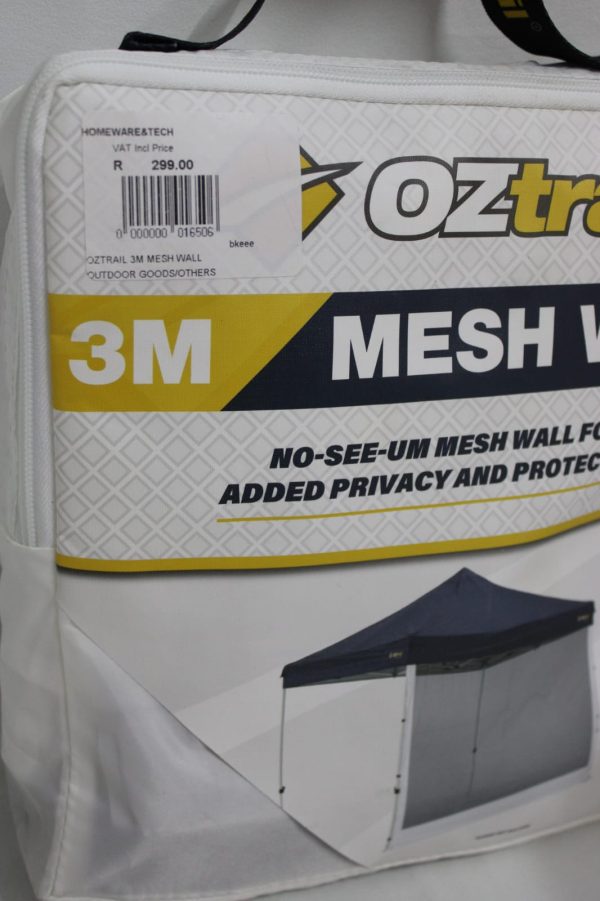 HOMEWARE&TECH
VAT Incl Price
R 299.00
0 000000 016506
bkeee
OZTRAIL 3M MESH WALL
OUTDOOR GOODS/OTHERS
OZtra
3M MESH W
NO-SEE-UM MESH WALL FO
ADDED PRIVACY AND PROTEC